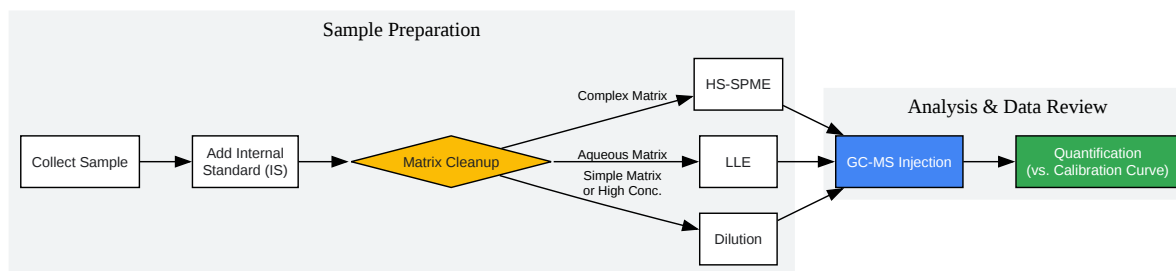 Sample Preparation
Collect Sample
Add Internal
Standard (IS)
Matrix Cleanup
Complex Matrix
Aqueous Matrix
Simple Matrix
or High Conc.
HS-SPME
LLE
Dilution
Analysis & Data Review
GC-MS Injection
Quantification
(vs. Calibration Curve)